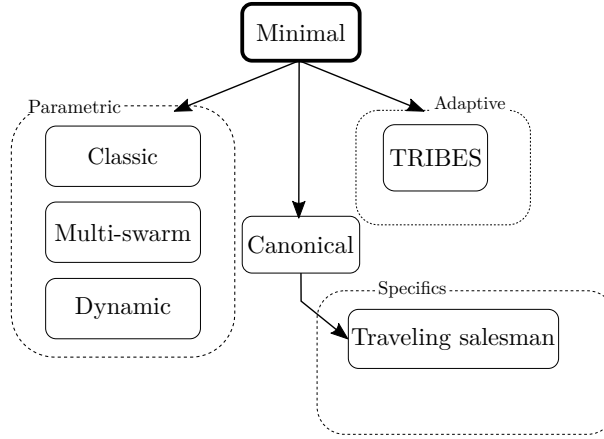 Minimal
Parametric
Adaptive
Classic
TRIBES
Multi-swarm
Canonical
Dynamic
Specifics
Traveling salesman